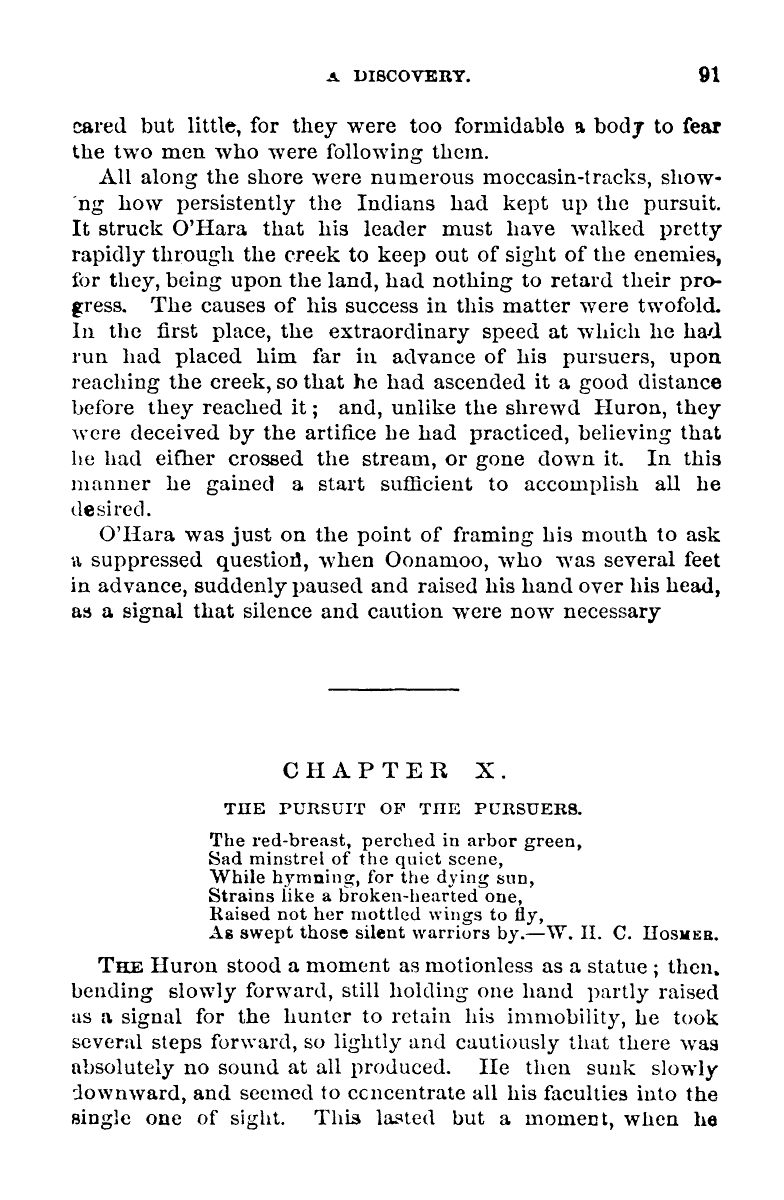 A DISCOVERY. 91
cared but little, for they were too formidable a body to fear
the two men who were following them.
All along the shore were numerous moccasin-tracks, show-
ng how persistently the Indians had kept up the pursuit.
It struck O'Hara that his leader must have walked pretty
rapidly through the creek to keep out of sight of the enemies,
for they, being upon the land, had nothing to retard their pro-
gress. The causes of his success in this matter were twofold.
In the first place, the extraordinary speed at which he had
run had placed him far in advance of his pursuers, upon
reaching the creek, so that he had ascended it a good distance
before they reached it; and, unlike the shrewd Huron, they
were deceived by the artifice he had practiced, believing that
he had either crossed the stream, or gone down it. In this
manner he gained a start sufficient to accomplish all he
desired.
O'Hara was just on the point of framing his mouth to ask
a suppressed question, when Oonamoo, who was several feet
in advance, suddenly paused and raised his hand over his head,
as a signal that silence and caution were now necessary
CHAPTER X.
THE PURSUIT OF THE PURSUERS.
The red-breast, perched in arbor green,
Sad minstrel of the quiet scene,
While hymning, for the dying sun,
Strains like a broken-hearted one,
Raised not her mottled wings to fly,
As swept those silent warriors by.—W. H. C. HOSMER.
THE Huron stood a moment as motionless as a statue; then,
bending slowly forward, still holding one hand partly raised
as a signal for the hunter to retain his immobility, he took
several steps forward, so lightly and cautiously that there was
absolutely no sound at all produced. He then sunk slowly
downward, and seemed to concentrate all his faculties into the
single one of sight. This lasted but a moment, when he